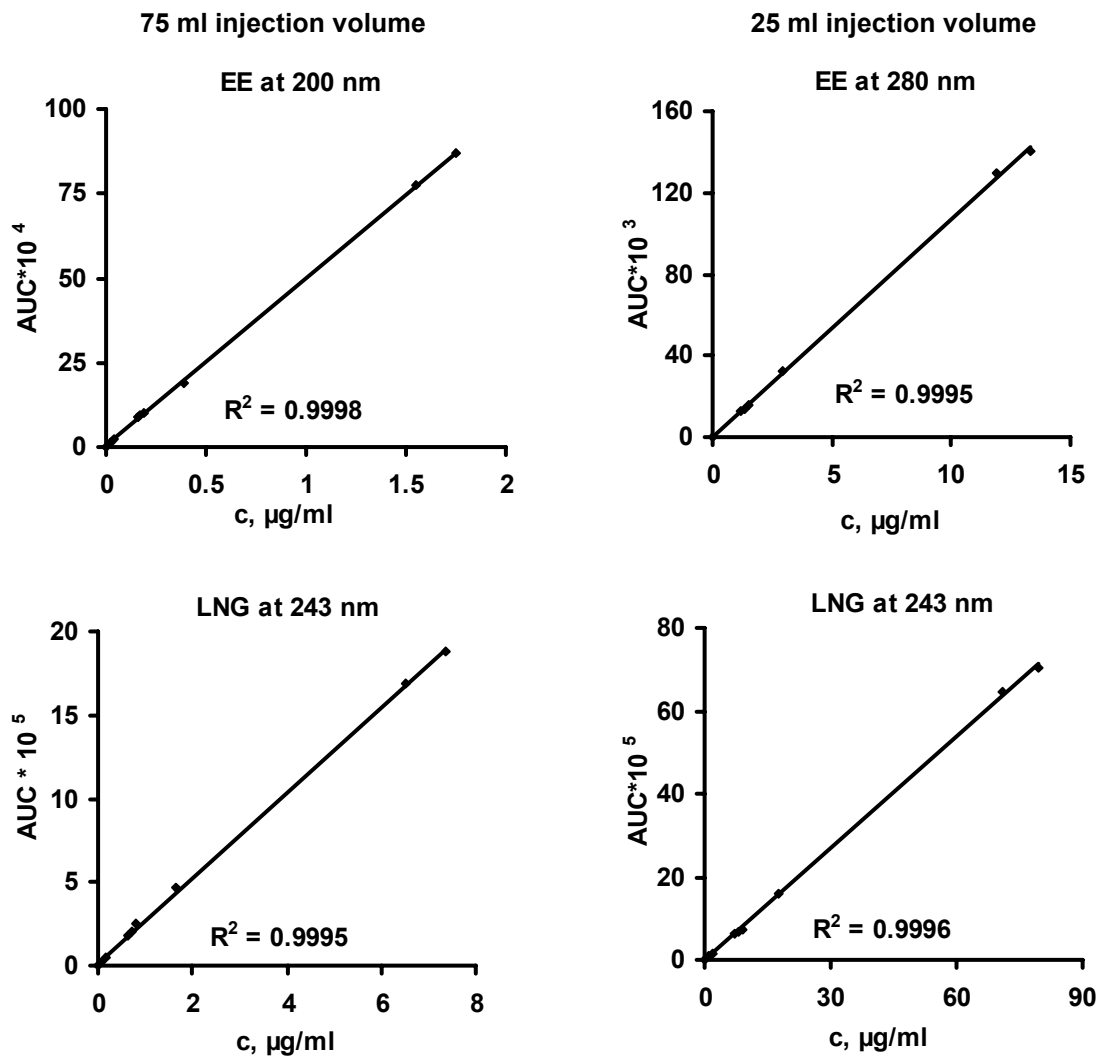 75 ml injection volume
25 ml injection volume
EE at 200 nm
100
75
50
25
0
AUC*10 4
R2 = 0.9998
0 0.5 1 1.5 2
c, µg/ml
EE at 280 nm
160
120
80
40
0
AUC*10 3
R2 = 0.9995
0 5 10 15
c, µg/ml
LNG at 243 nm
20
15
10
5
0
AUC * 10 5
R2 = 0.9995
0 2 4 6 8
c, µg/ml
LNG at 243 nm
80
60
40
20
0
AUC*10 5
R2 = 0.9996
0 30 60 90
c, µg/ml